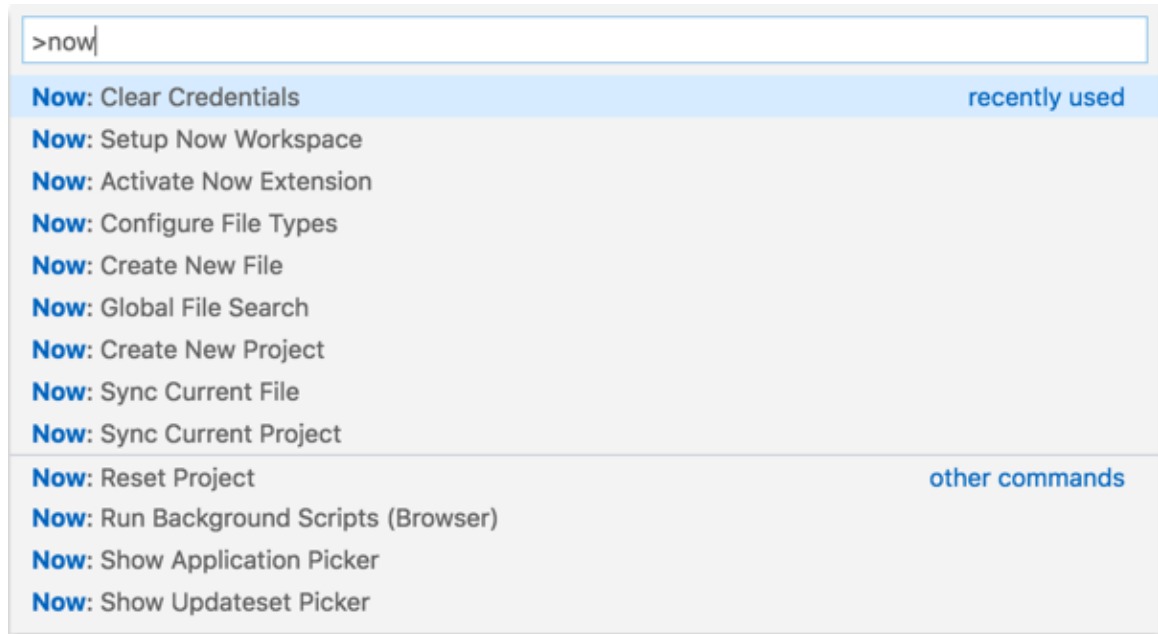 >now
Now: Clear Credentials recently used
Now: Setup Now Workspace
Now: Activate Now Extension
Now: Configure File Types
Now: Create New File
Now: Global File Search
Now: Create New Project
Now: Sync Current File
Now: Sync Current Project
Now: Reset Project other commands
Now: Run Background Scripts (Browser)
Now: Show Application Picker
Now: Show Updateset Picker